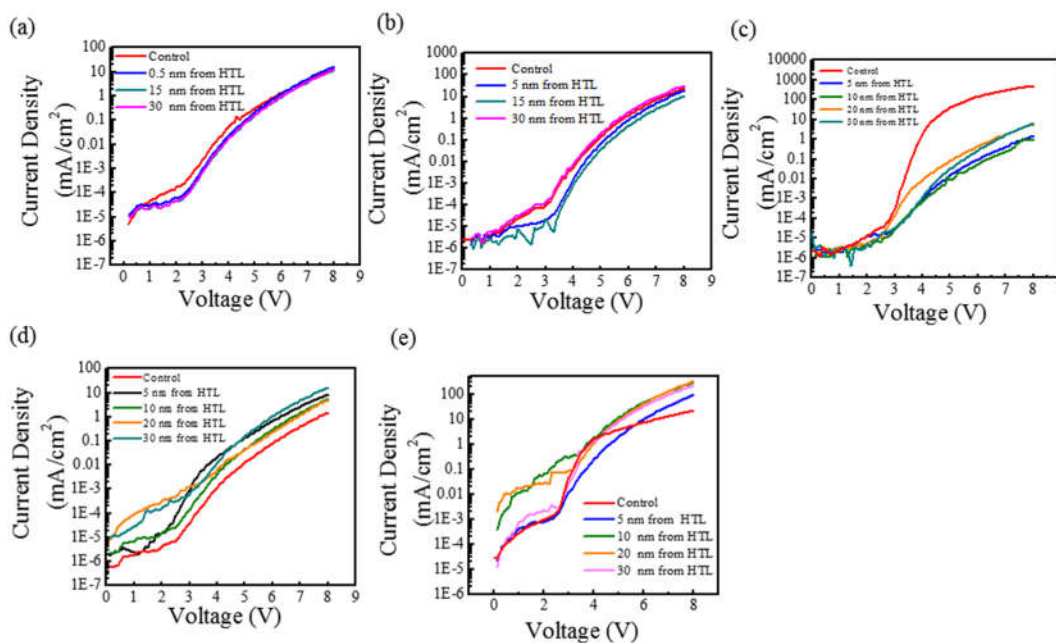 (a)
Current Density
(mA/cm²)
100
10
1
0.1
0.01
1E-3
1E-4
1E-5
1E-6
1E-7
Control
0.5 nm from HTL
15 nm from HTL
30 nm from HTL
0 1 2 3 4 5 6 7 8 9
Voltage (V)
(b)
Current Density
(mA/cm²)
1000
100
10
1
0.1
0.01
1E-3
1E-4
1E-5
1E-6
1E-7
Control
5 nm from HTL
15 nm from HTL
30 nm from HTL
0 1 2 3 4 5 6 7 8 9
Voltage (V)
(c)
Current Density
(mA/cm²)
10000
1000
100
10
1
0.1
0.01
1E-3
1E-4
1E-5
1E-6
1E-7
Control
5 nm from HTL
10 nm from HTL
20 nm from HTL
30 nm from HTL
0 1 2 3 4 5 6 7 8
Voltage (V)
(d)
Current Density
(mA/cm²)
100
10
1
0.1
0.01
1E-3
1E-4
1E-5
1E-6
1E-7
Control
5 nm from HTL
10 nm from HTL
20 nm from HTL
30 nm from HTL
0 1 2 3 4 5 6 7 8 9
Voltage (V)
(e)
Current Density
(mA/cm²)
100
10
1
0.1
0.01
1E-3
1E-4
1E-5
1E-6
Control
5 nm from HTL
10 nm from HTL
20 nm from HTL
30 nm from HTL
0 2 4 6 8
Voltage (V)